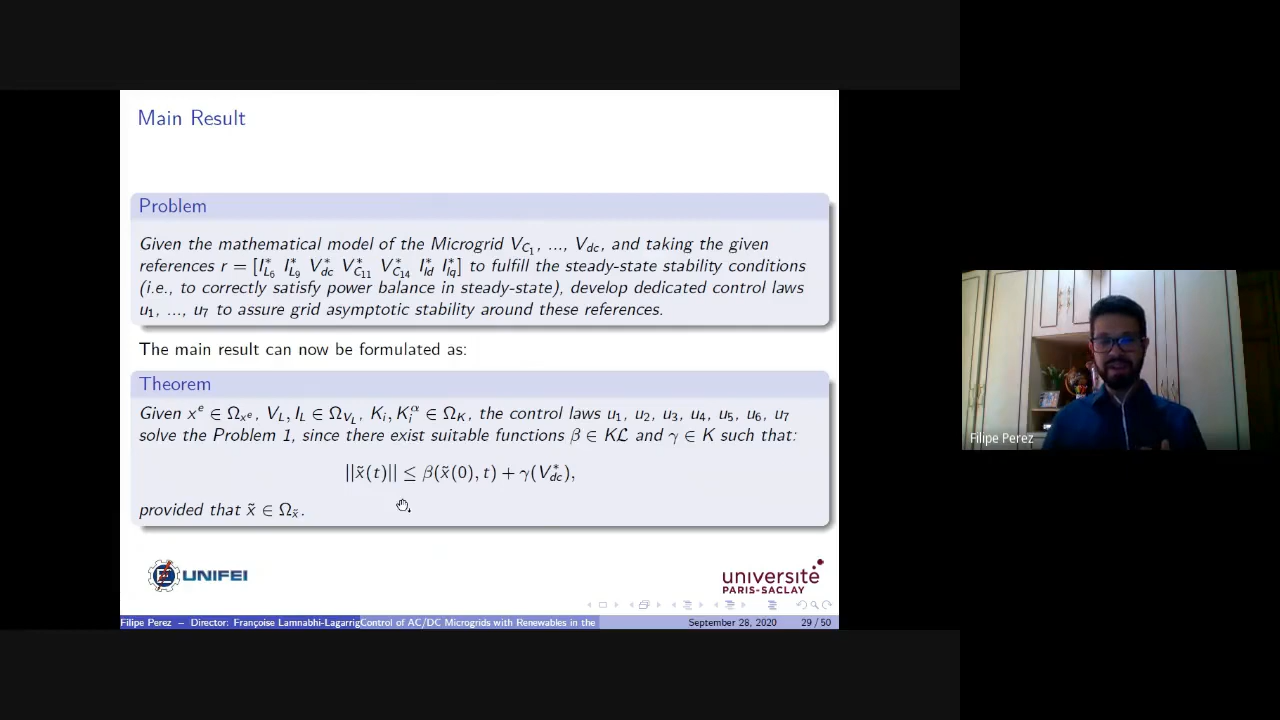 Main Result
Problem
Given the mathematical model of the Microgrid V_{C_1}, ..., V_{dc}, and taking the given
references r = [I^*_{L_6} I^*_{L_9} V^*_{dc} V^*_{C_{11}} V^*_{C_{14}} I^*_{ld} I^*_{lq}] to fulfill the steady-state stability conditions
(i.e., to correctly satisfy power balance in steady-state), develop dedicated control laws
u_1, ..., u_7 to assure grid asymptotic stability around these references.
The main result can now be formulated as:
Theorem
Given x^e ∈ Ω_{x^e}, V_L, I_L ∈ Ω_{V_L}, K_i, K_i^α ∈ Ω_K, the control laws u_1, u_2, u_3, u_4, u_5, u_6, u_7
solve the Problem 1, since there exist suitable functions β ∈ KL and γ ∈ K such that:
||x̃(t)|| ≤ β(x̃(0), t) + γ(V^*_{dc}),
provided that x̃ ∈ Ω_{x̃}.
UNIFEI
université
PARIS-SACLAY
Filipe Perez – Director: Françoise Lamnabhi-Lagarrig
Control of AC/DC Microgrids with Renewables in the
September 28, 2020
29 / 50
Filipe Perez